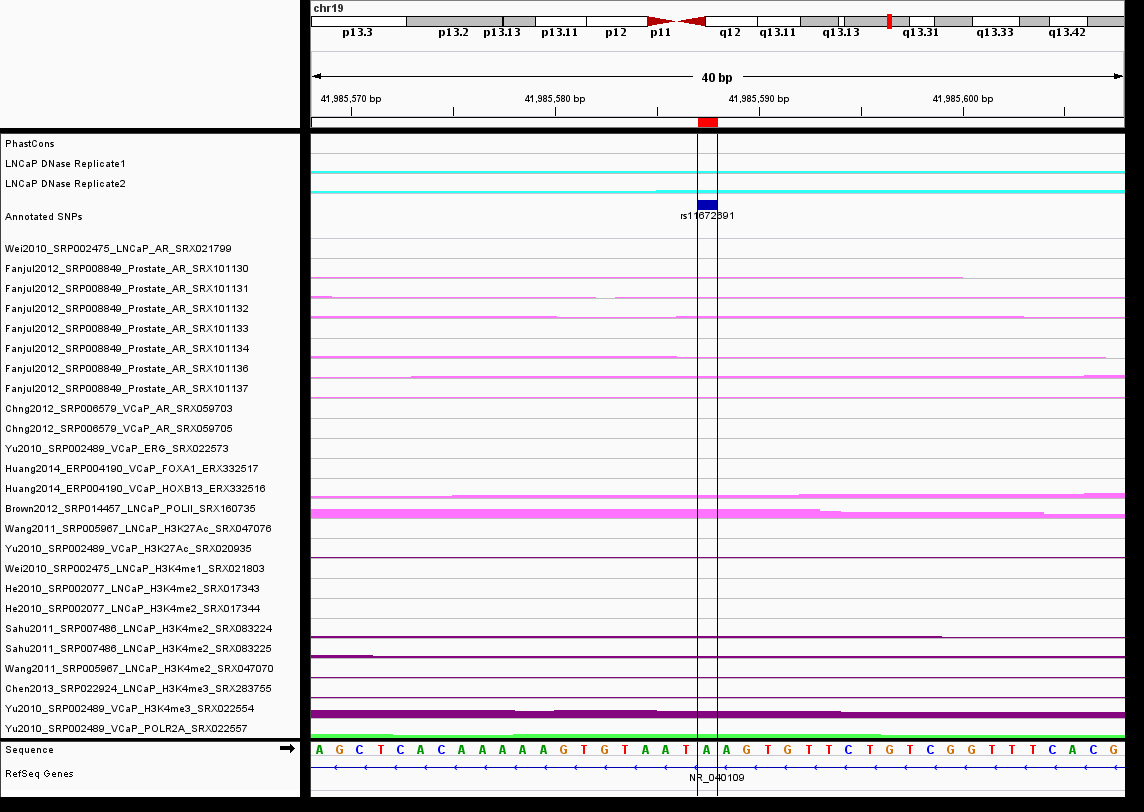 chr19
p13.3 p13.2 p13.13 p13.11 p12 p11 q12 q13.11 q13.13 q13.31 q13.33 q13.42
40 bp
41,985,570 bp 41,985,580 bp 41,985,590 bp 41,985,600 bp
PhastCons
LNCaP DNase Replicate1
LNCaP DNase Replicate2
Annotated SNPs
rs11672691
Wei2010_SRP002475_LNCaP_AR_SRX021799
Fanjul2012_SRP008849_Prostate_AR_SRX101130
Fanjul2012_SRP008849_Prostate_AR_SRX101131
Fanjul2012_SRP008849_Prostate_AR_SRX101132
Fanjul2012_SRP008849_Prostate_AR_SRX101133
Fanjul2012_SRP008849_Prostate_AR_SRX101134
Fanjul2012_SRP008849_Prostate_AR_SRX101136
Fanjul2012_SRP008849_Prostate_AR_SRX101137
Chng2012_SRP006579_VCaP_AR_SRX059703
Chng2012_SRP006579_VCaP_AR_SRX059705
Yu2010_SRP002489_VCaP_ERG_SRX022573
Huang2014_ERP004190_VCaP_FOXA1_ERX332517
Huang2014_ERP004190_VCaP_HOXB13_ERX332516
Brown2012_SRP014457_LNCaP_POLII_SRX160735
Wang2011_SRP005967_LNCaP_H3K27Ac_SRX047076
Yu2010_SRP002489_VCaP_H3K27Ac_SRX020935
Wei2010_SRP002475_LNCaP_H3K4me1_SRX021803
He2010_SRP002077_LNCaP_H3K4me2_SRX017343
He2010_SRP002077_LNCaP_H3K4me2_SRX017344
Sahu2011_SRP007486_LNCaP_H3K4me2_SRX083224
Sahu2011_SRP007486_LNCaP_H3K4me2_SRX083225
Wang2011_SRP005967_LNCaP_H3K4me2_SRX047070
Chen2013_SRP022924_LNCaP_H3K4me3_SRX283755
Yu2010_SRP002489_VCaP_H3K4me3_SRX022554
Yu2010_SRP002489_VCaP_POLR2A_SRX022557
Sequence A G C T C A C A A A A A G T G T A A T A A G T G T T C T G T C G G T T T C A C G
RefSeq Genes
NR_040109